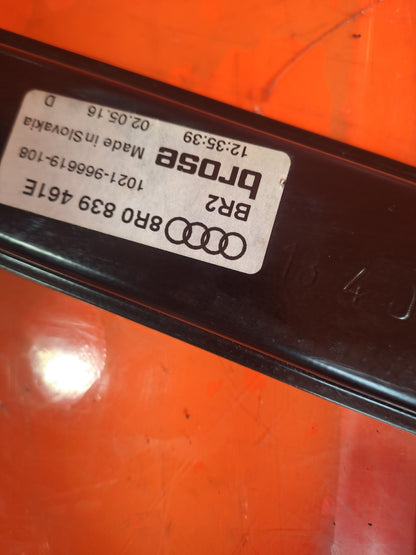 8R0 839 461E
BR2
1021-966619-108
brose
Made in Slovakia
12:35:39
02.05.16
D